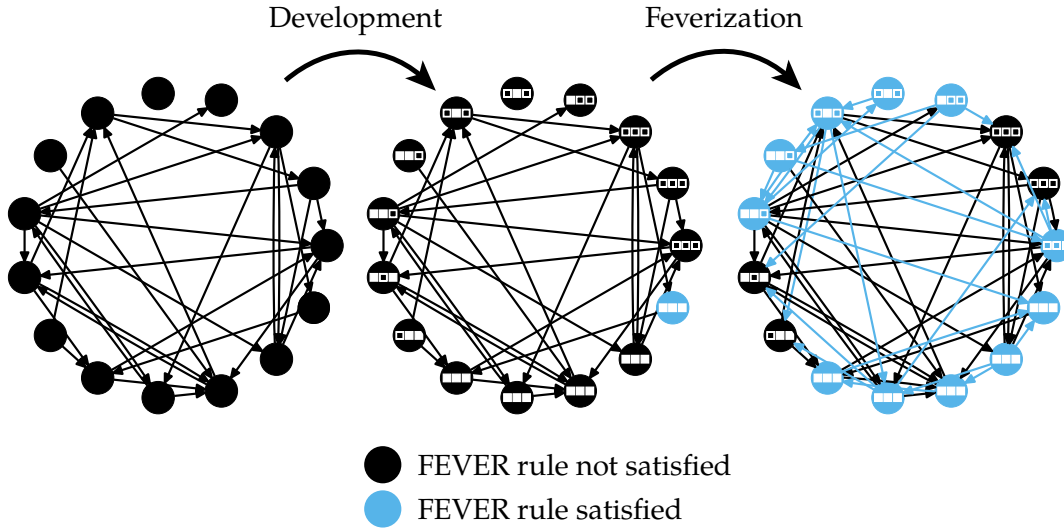 Development
Feverization
FEVER rule not satisfied
FEVER rule satisfied